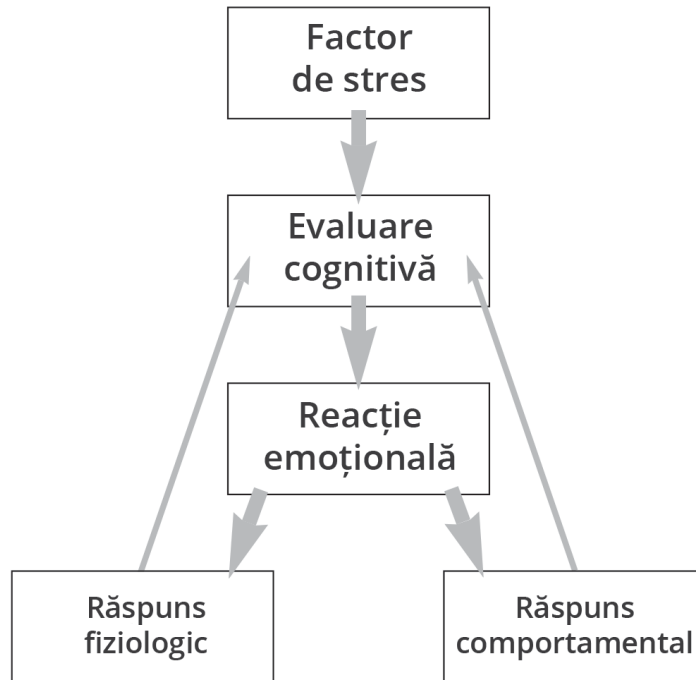 Factor
de stres
Evaluare
cognitivă
Reacție
emoțională
Răspuns
fiziologic
Răspuns
comportamental